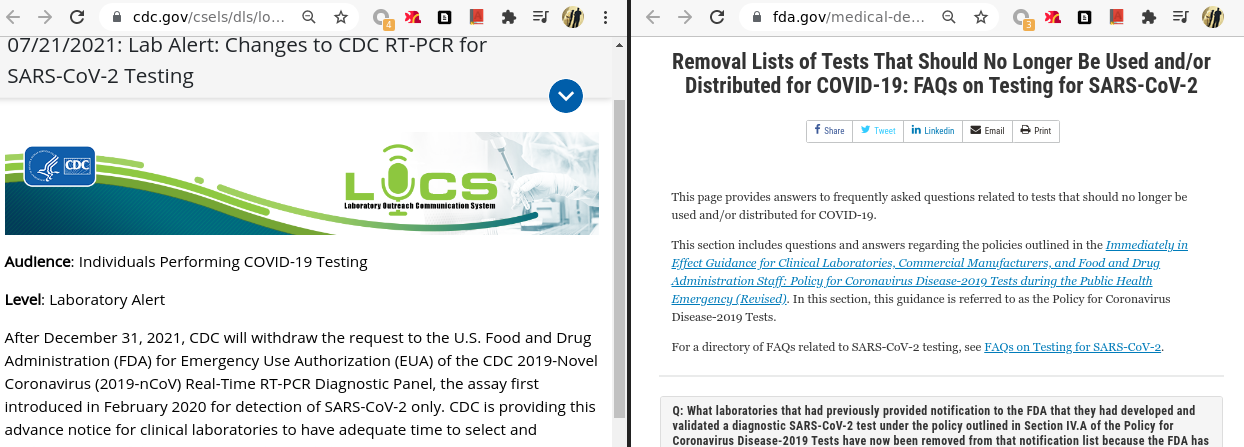 cdc.gov/csels/dls/lo...
4
07/21/2021: Lab Alert: Changes to CDC RT-PCR for
SARS-CoV-2 Testing
CDC
LOCS
Laboratory Outreach Communication System
Audience: Individuals Performing COVID-19 Testing
Level: Laboratory Alert
After December 31, 2021, CDC will withdraw the request to the U.S. Food and Drug
Administration (FDA) for Emergency Use Authorization (EUA) of the CDC 2019-Novel
Coronavirus (2019-nCoV) Real-Time RT-PCR Diagnostic Panel, the assay first
introduced in February 2020 for detection of SARS-CoV-2 only. CDC is providing this
advance notice for clinical laboratories to have adequate time to select and
fda.gov/medical-de...
3
Removal Lists of Tests That Should No Longer Be Used and/or
Distributed for COVID-19: FAQs on Testing for SARS-CoV-2
Share Tweet Linkedin Email Print
This page provides answers to frequently asked questions related to tests that should no longer be
used and/or distributed for COVID-19.
This section includes questions and answers regarding the policies outlined in the Immediately in
Effect Guidance for Clinical Laboratories, Commercial Manufacturers, and Food and Drug
Administration Staff: Policy for Coronavirus Disease-2019 Tests during the Public Health
Emergency (Revised). In this section, this guidance is referred to as the Policy for Coronavirus
Disease-2019 Tests.
For a directory of FAQs related to SARS-CoV-2 testing, see FAQs on Testing for SARS-CoV-2.
Q: What laboratories that had previously provided notification to the FDA that they had developed and
validated a diagnostic SARS-CoV-2 test under the policy outlined in Section IV.A of the Policy for
Coronavirus Disease-2019 Tests have now been removed from that notification list because the FDA has